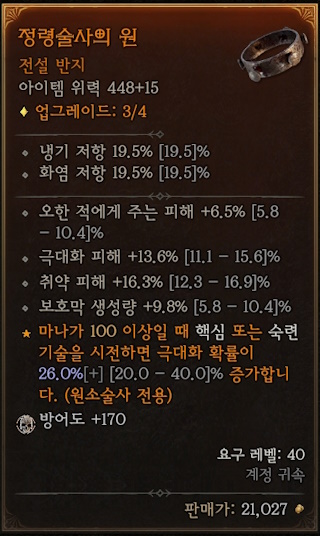 정령술사의 원
전설 반지
아이템 위력 448+15
업그레이드: 3/4
냉기 저항 19.5% [19.5]%
화염 저항 19.5% [19.5]%
오한 적에게 주는 피해 +6.5% [5.8
– 10.4]%
극대화 피해 +13.6% [11.1 – 15.6]%
취약 피해 +16.3% [12.3 – 16.9]%
보호막 생성량 +9.8% [5.8 – 10.4]%
마나가 100 이상일 때 핵심 또는 숙련
기술을 시전하면 극대화 확률이
26.0%[+] [20.0 – 40.0]% 증가합니
다. (원소술사 전용)
방어도 +170
요구 레벨: 40
계정 귀속
판매가: 21,027